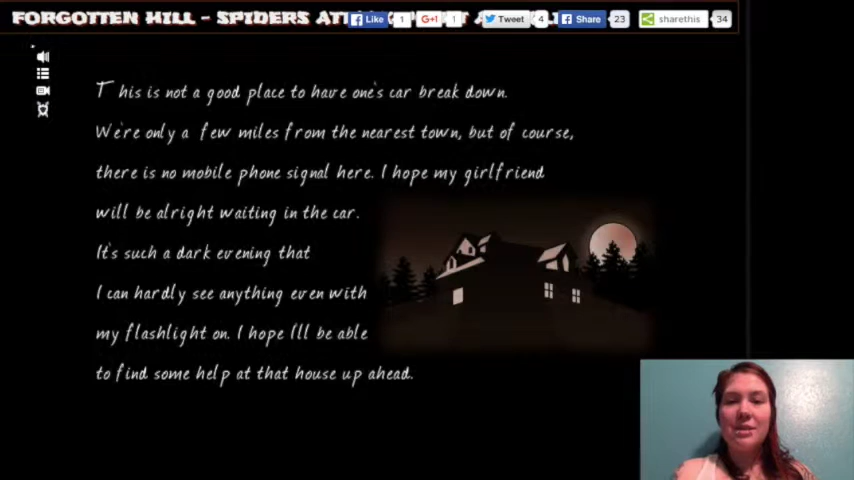 FORGOTTEN HILL - SPIDERS
Like 1 G+1 1 Tweet 4 Share 23 sharethis 34
This is not a good place to have one's car break down.
We're only a few miles from the nearest town, but of course,
there is no mobile phone signal here. I hope my girlfriend
will be alright waiting in the car.
It's such a dark evening that
I can hardly see anything even with
my flashlight on. I hope I'll be able
to find some help at that house up ahead.